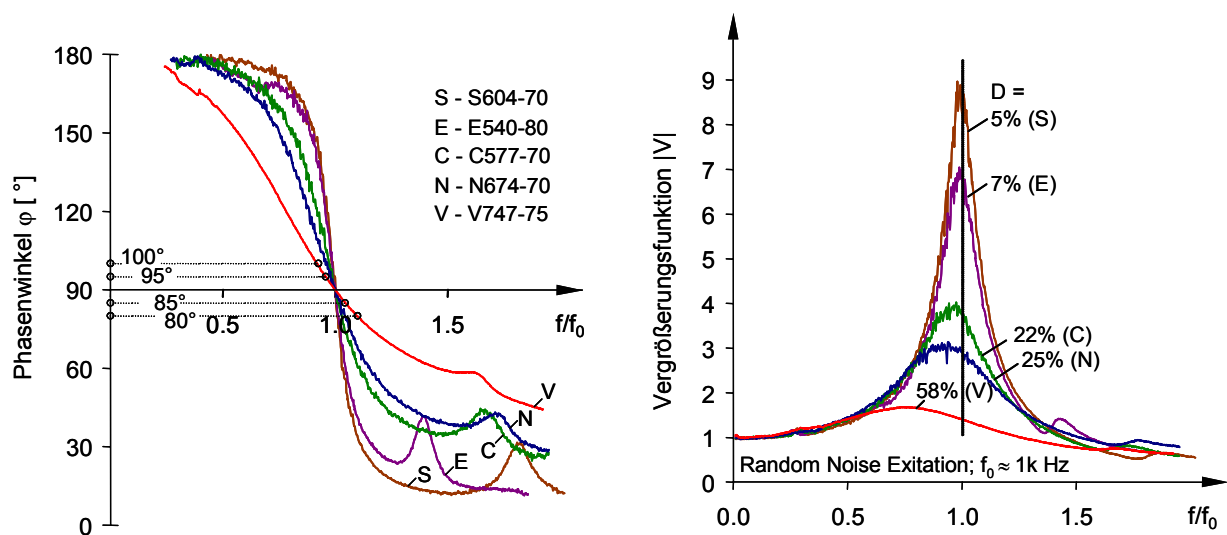 180
150
120
90
60
30
0
Phasenwinkel φ [°]
S - S604-70
E - E540-80
C - C577-70
N - N674-70
V - V747-75
100°
95°
85°
80°
0.5
1.0
1.5
f/f0
V
N
C
E
S
9
8
7
6
5
4
3
2
1
0
Vergrößerungsfunktion |V|
D =
5% (S)
7% (E)
22% (C)
25% (N)
58% (V)
Random Noise Exitation; f0 ≈ 1k Hz
0.0
0.5
1.0
1.5
f/f0